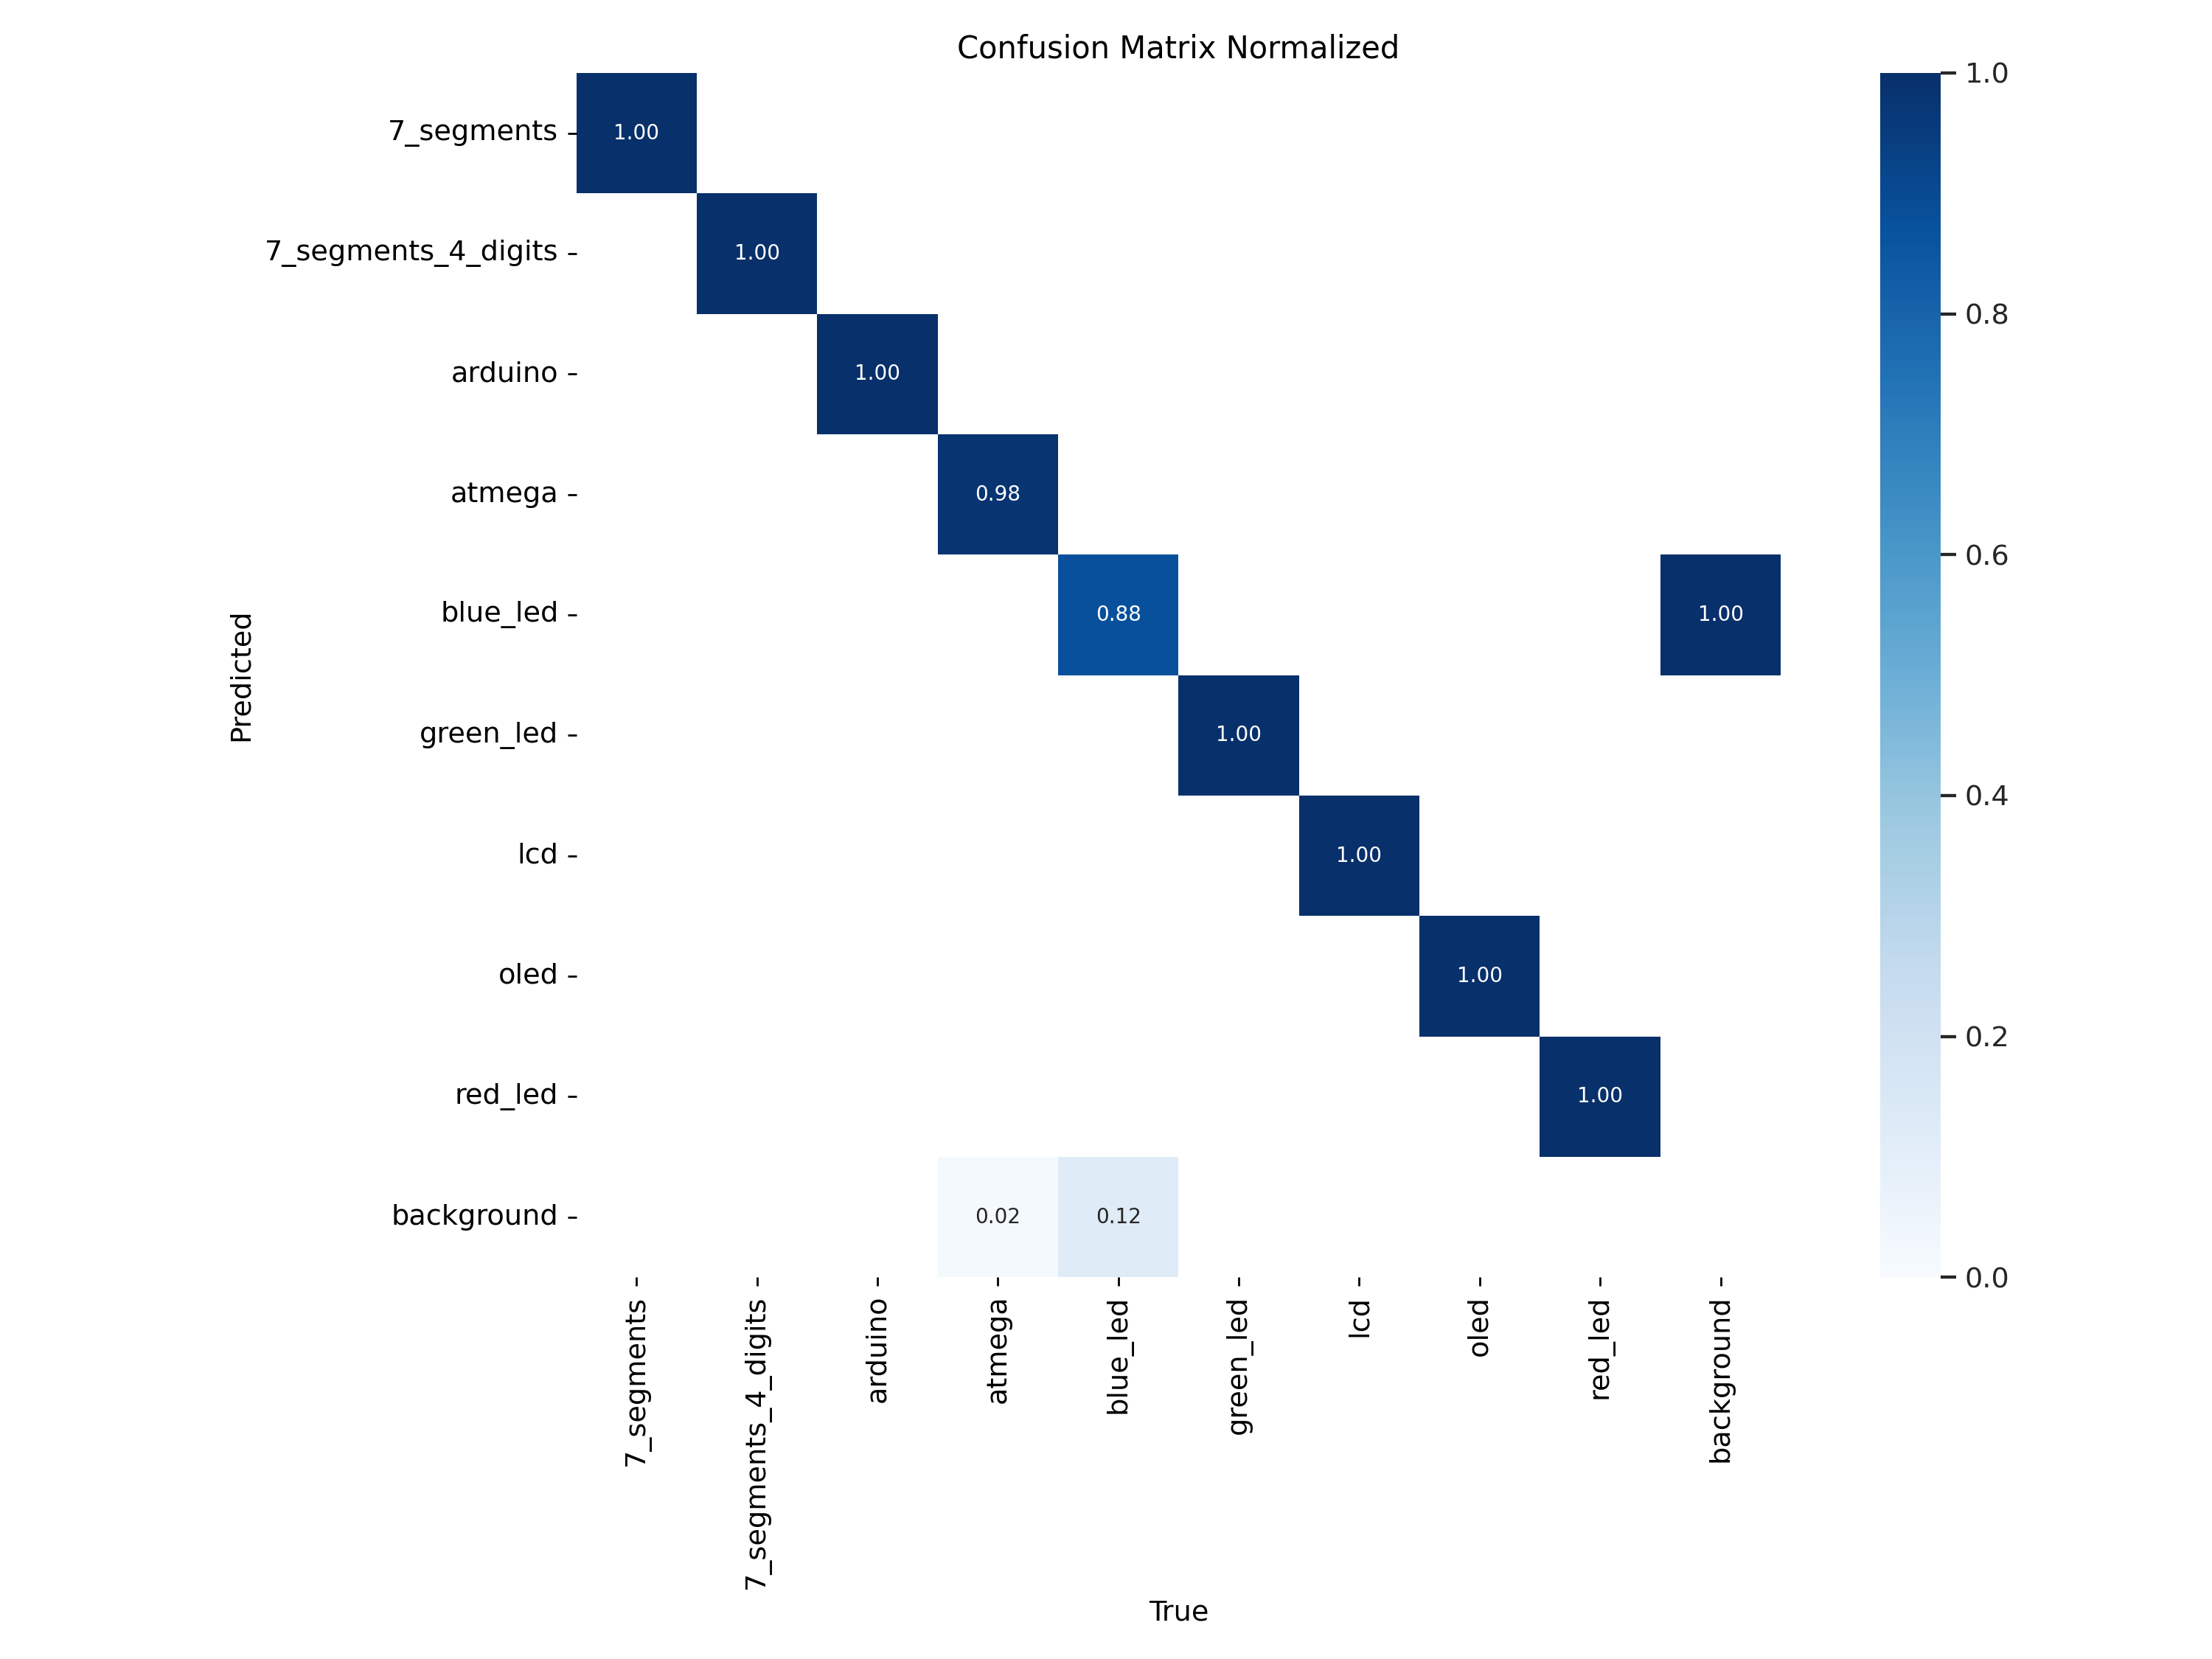 Confusion Matrix Normalized
7_segments
1.00
7_segments_4_digits
1.00
arduino
1.00
atmega
0.98
blue_led
0.88
1.00
green_led
1.00
lcd
1.00
oled
1.00
red_led
1.00
background
0.02
0.12
Predicted
7_segments
7_segments_4_digits
arduino
atmega
blue_led
green_led
lcd
oled
red_led
background
True
1.0
0.8
0.6
0.4
0.2
0.0